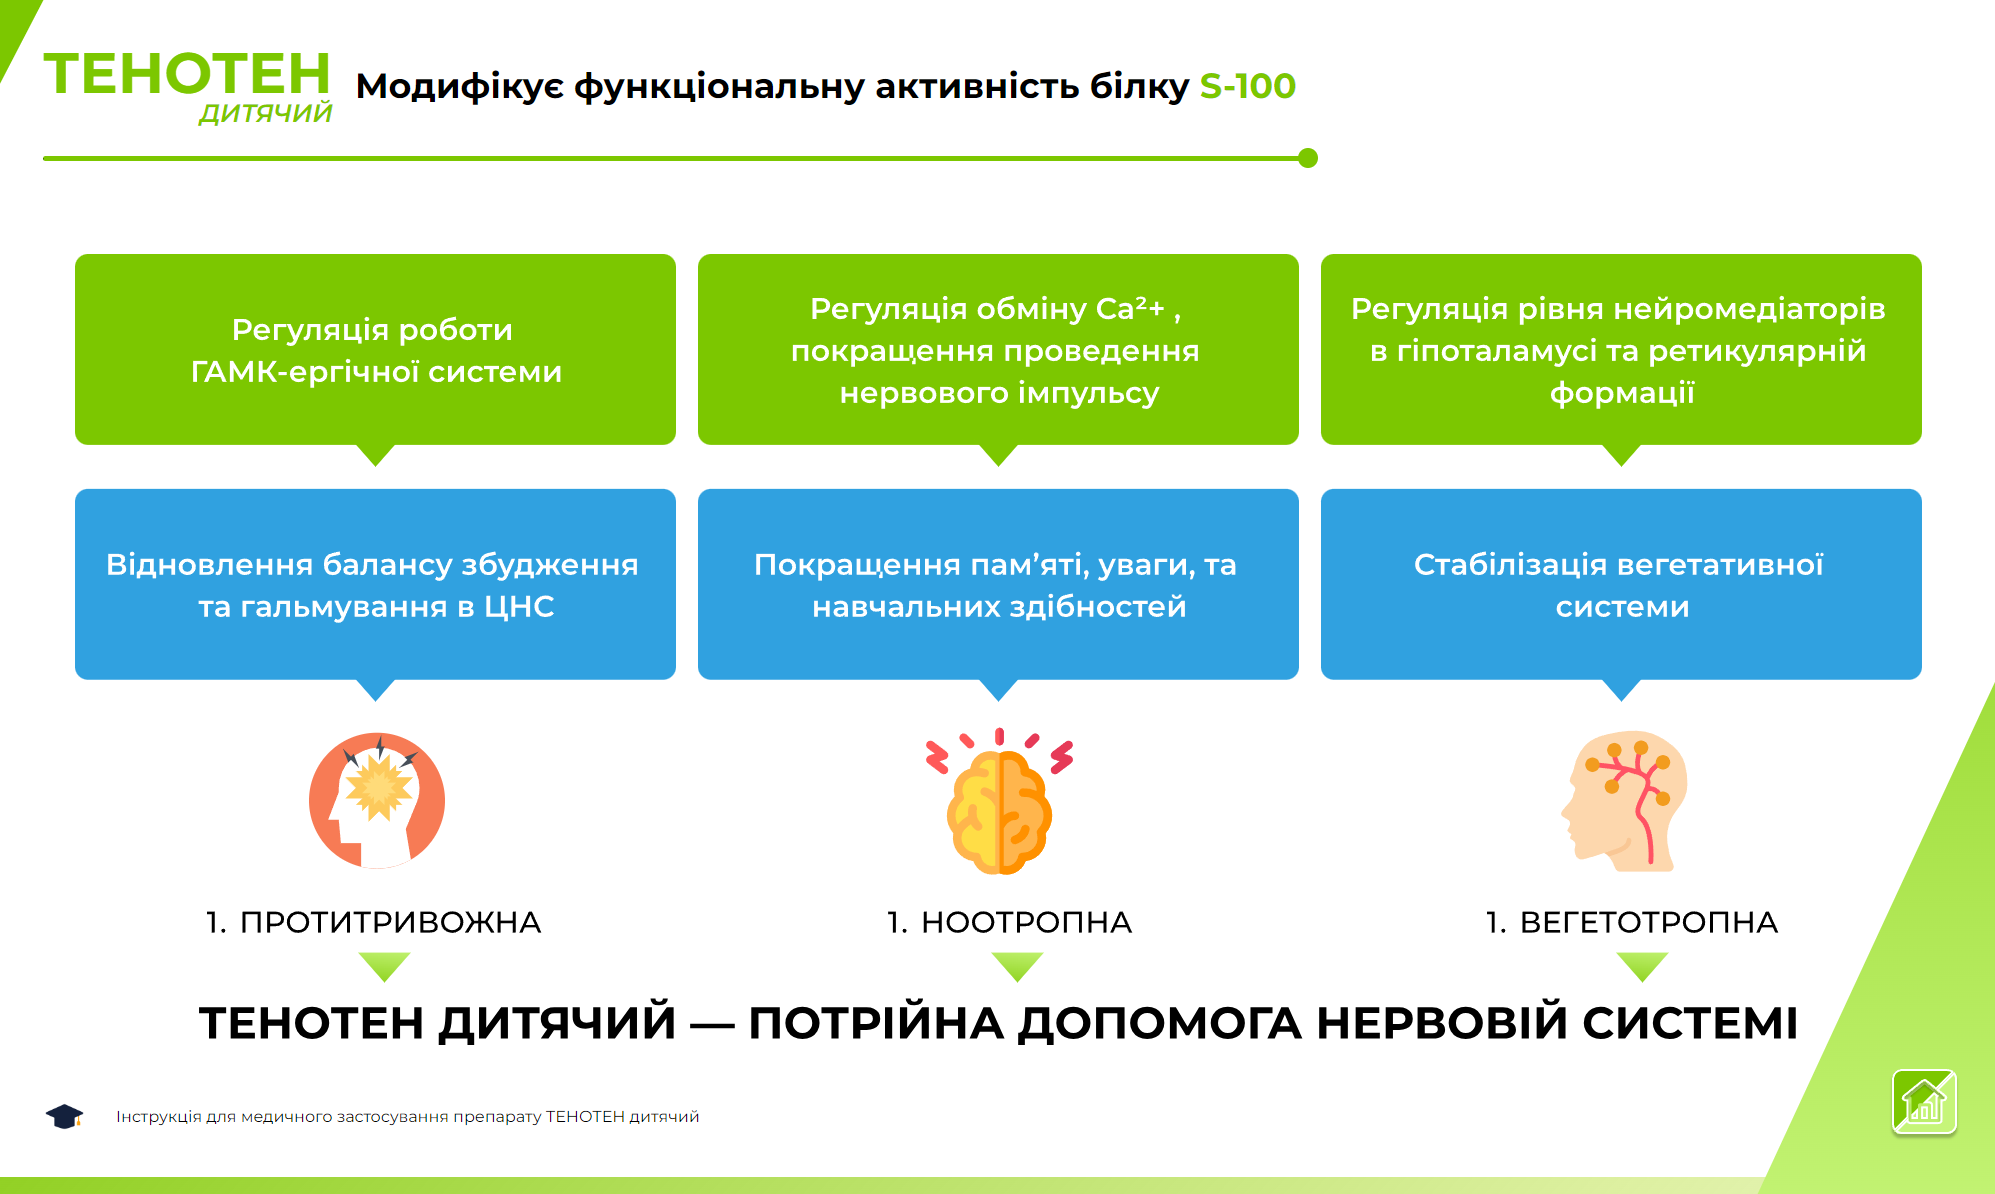 ТЕНОТЕН
дитячий
Модифікує функціональну активність білку S-100
Регуляція роботи
ГАМК-ергічної системи
Регуляція обміну Ca²+ ,
покращення проведення
нервового імпульсу
Регуляція рівня нейромедіаторів
в гіпоталамусі та ретикулярній
формації
Відновлення балансу збудження
та гальмування в ЦНС
Покращення пам’яті, уваги, та
навчальних здібностей
Стабілізація вегетативної
системи
1. ПРОТИТРИВОЖНА
1. НООТРОПНА
1. ВЕГЕТОТРОПНА
ТЕНОТЕН ДИТЯЧИЙ — ПОТРІЙНА ДОПОМОГА НЕРВОВІЙ СИСТЕМІ
Інструкція для медичного застосування препарату ТЕНОТЕН дитячий